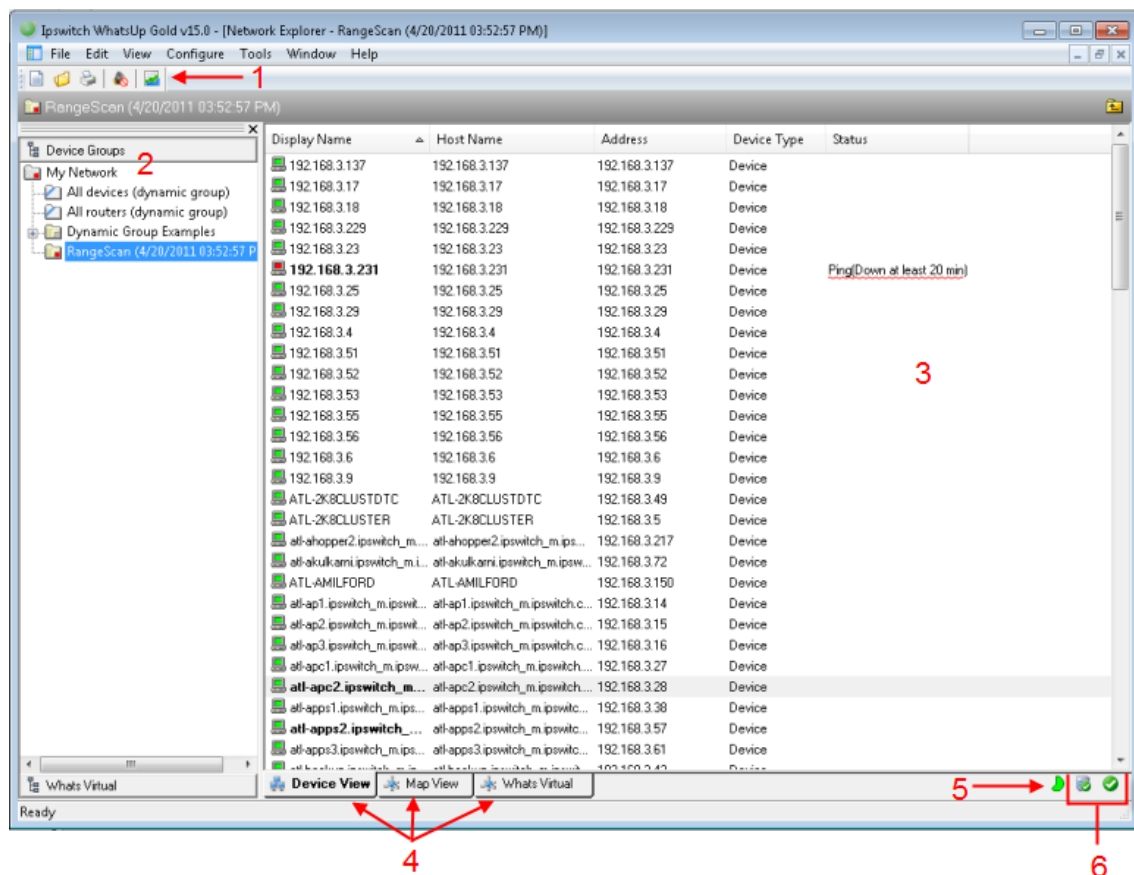 Ipswitch WhatsUp Gold v15.0 - [Network Explorer - RangeScan (4/20/2011 03:52:57 PM)]
File Edit View Configure Tools Window Help
1
RangeScan (4/20/2011 03:52:57 PM)
Device Groups
2
My Network
All devices (dynamic group)
All routers (dynamic group)
Dynamic Group Examples
RangeScan (4/20/2011 03:52:57 P
Display Name Host Name Address Device Type Status
192.168.3.137 192.168.3.137 192.168.3.137 Device
192.168.3.17 192.168.3.17 192.168.3.17 Device
192.168.3.18 192.168.3.18 192.168.3.18 Device
192.168.3.229 192.168.3.229 192.168.3.229 Device
192.168.3.23 192.168.3.23 192.168.3.23 Device
192.168.3.231 192.168.3.231 192.168.3.231 Device Ping(Down at least 20 min)
192.168.3.25 192.168.3.25 192.168.3.25 Device
192.168.3.29 192.168.3.29 192.168.3.29 Device
192.168.3.4 192.168.3.4 192.168.3.4 Device
192.168.3.51 192.168.3.51 192.168.3.51 Device
192.168.3.52 192.168.3.52 192.168.3.52 Device
3
192.168.3.53 192.168.3.53 192.168.3.53 Device
192.168.3.55 192.168.3.55 192.168.3.55 Device
192.168.3.56 192.168.3.56 192.168.3.56 Device
192.168.3.6 192.168.3.6 192.168.3.6 Device
192.168.3.9 192.168.3.9 192.168.3.9 Device
ATL-2K8CLUSTDTC ATL-2K8CLUSTDTC 192.168.3.49 Device
ATL-2K8CLUSTER ATL-2K8CLUSTER 192.168.3.5 Device
atl-ahopper2.ipswitch_m.... atl-ahopper2.ipswitch_m.ips... 192.168.3.217 Device
atl-akulkarni.ipswitch_m.i... atl-akulkarni.ipswitch_m.ipsw... 192.168.3.72 Device
ATL-AMILFORD ATL-AMILFORD 192.168.3.150 Device
atl-ap1.ipswitch_m.ipswit... atl-ap1.ipswitch_m.ipswitch.c... 192.168.3.14 Device
atl-ap2.ipswitch_m.ipswit... atl-ap2.ipswitch_m.ipswitch.c... 192.168.3.15 Device
atl-ap3.ipswitch_m.ipswit... atl-ap3.ipswitch_m.ipswitch.c... 192.168.3.16 Device
atl-apc1.ipswitch_m.ipsw... atl-apc1.ipswitch_m.ipswitch.... 192.168.3.27 Device
atl-apc2.ipswitch_m... atl-apc2.ipswitch_m.ipswitch.... 192.168.3.28 Device
atl-apps1.ipswitch_m.ips... atl-apps1.ipswitch_m.ipswitc... 192.168.3.38 Device
atl-apps2.ipswitch_... atl-apps2.ipswitch_m.ipswitc... 192.168.3.57 Device
atl-apps3.ipswitch_m.ips... atl-apps3.ipswitch_m.ipswitc... 192.168.3.61 Device
Whats Virtual
Device View Map View Whats Virtual
5
Ready
4
6